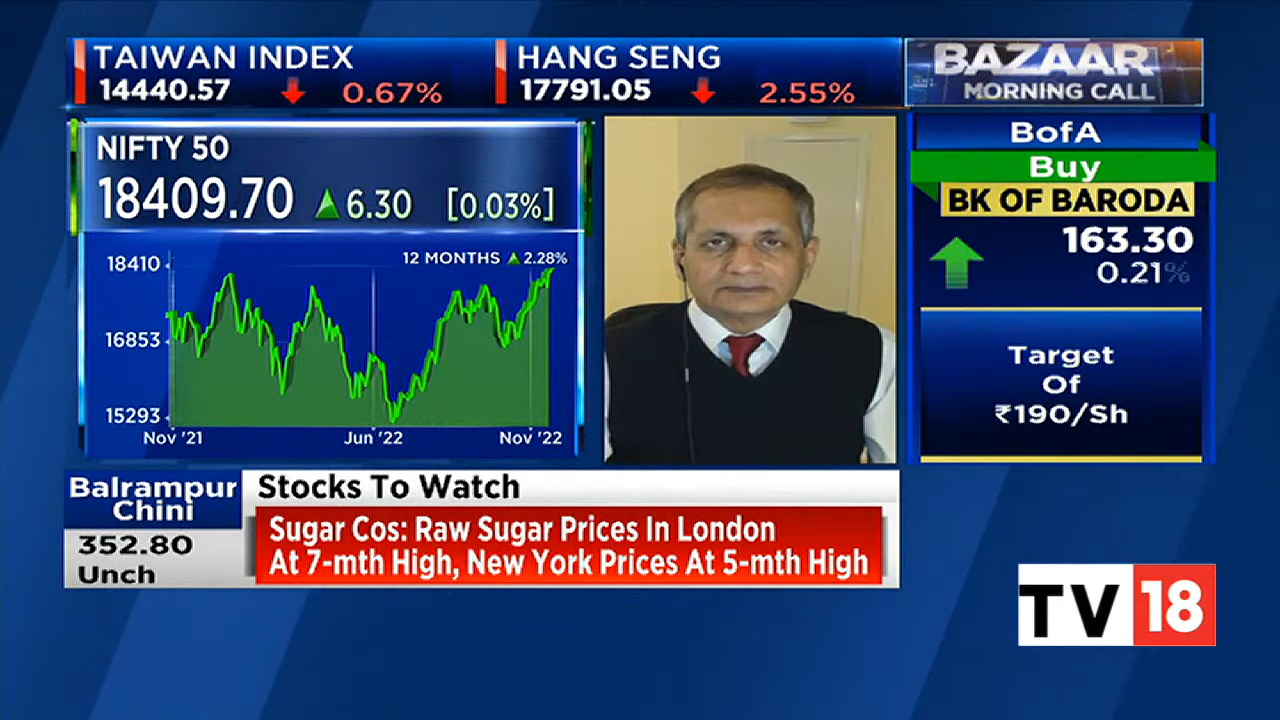 TAIWAN INDEX
14440.57 0.67%
HANG SENG
17791.05 2.55%
BAZAAR
MORNING CALL
NIFTY 50
18409.70 6.30 [0.03%]
12 MONTHS 2.28%
18410
16853
15293
Nov '21 Jun '22 Nov '22
BofA
Buy
BK OF BARODA
163.30
0.21%
Target
Of
₹190/Sh
Balrampur
Chini
352.80
Unch
Stocks To Watch
Sugar Cos: Raw Sugar Prices In London
At 7-mth High, New York Prices At 5-mth High
TV18